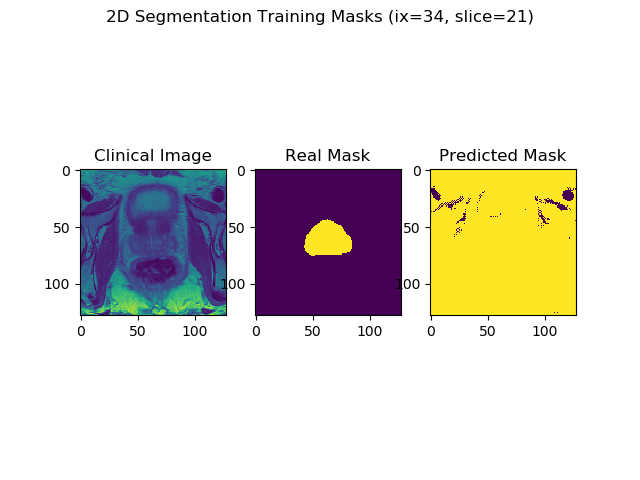 2D Segmentation Training Masks (ix=34, slice=21)
Clinical Image Real Mask Predicted Mask
0 0 0
50 50 50
100 100 100
0 50 100 0 50 100 0 50 100